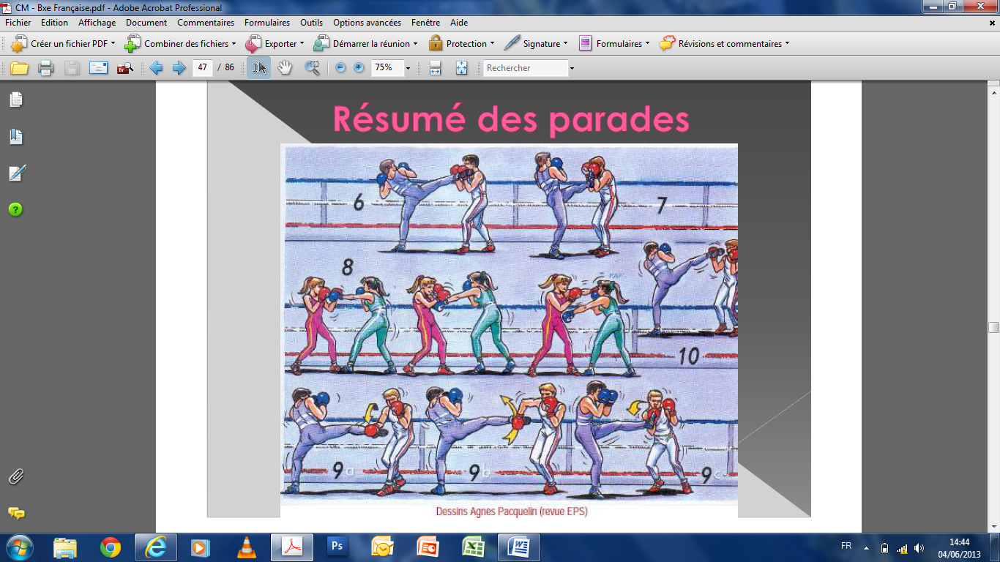 CM - Bxe Française.pdf - Adobe Acrobat Professional
Fichier Edition Affichage Document Commentaires Formulaires Outils Options avancées Fenêtre Aide
Créer un fichier PDF Combiner des fichiers Exporter Démarrer la réunion Protection Signature Formulaires Révisions et commentaires
Br 47 / 86 75% Rechercher
Résumé des parades
6
7
8
10
9a
9b
9c
Dessins Agnès Pacquelin (revue EPS)
Ps
W
FR
14:44
04/06/2013